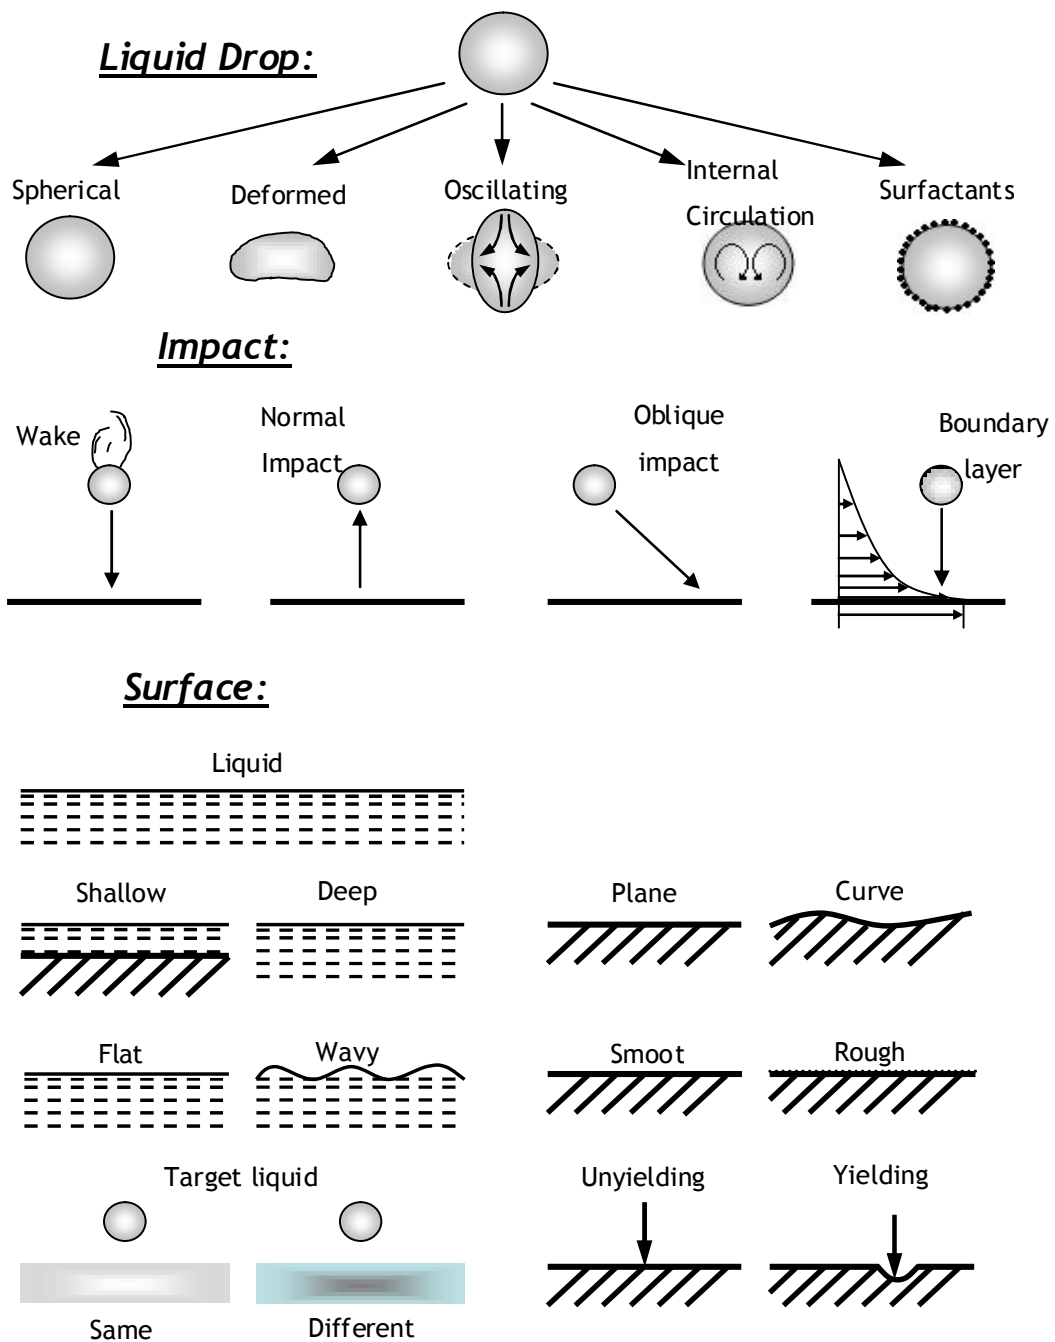 Liquid Drop:
Spherical
Deformed
Oscillating
Internal
Circulation
Surfactants
Impact:
Wake
Normal
Impact
Oblique
impact
Boundary
layer
Surface:
Liquid
Shallow
Deep
Plane
Curve
Flat
Wavy
Smoot
Rough
Target liquid
Unyielding
Yielding
Same
Different